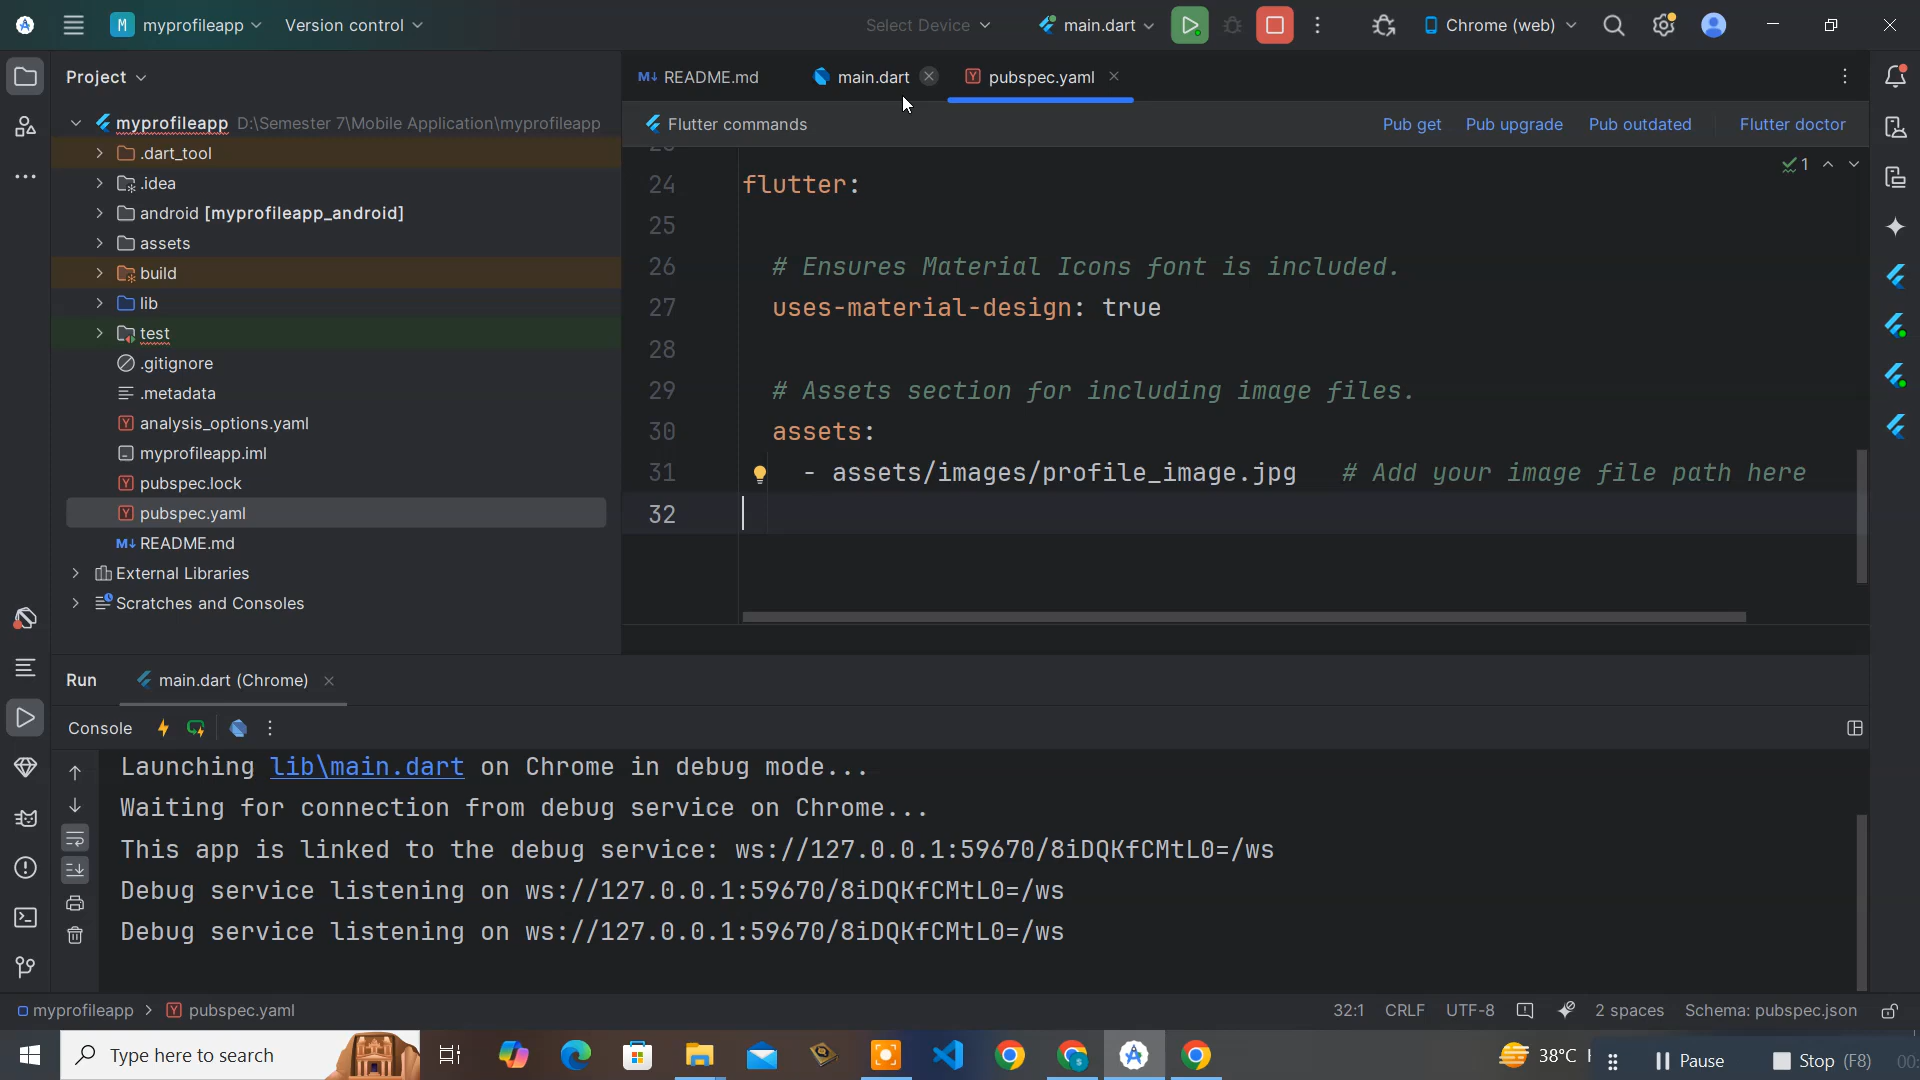 M myprofileapp Version control Select Device main.dart Chrome (web)
Project
README.md main.dart pubspec.yaml
Flutter commands Pub get Pub upgrade Pub outdated Flutter doctor
myprofileapp D:\Semester 7\Mobile Application\myprofileapp
.dart_tool
.idea
android [myprofileapp_android]
assets
build
lib
test
.gitignore
.metadata
analysis_options.yaml
myprofileapp.iml
pubspec.lock
pubspec.yaml
README.md
External Libraries
Scratches and Consoles
1
24 flutter:
25
26 # Ensures Material Icons font is included.
27 uses-material-design: true
28
29 # Assets section for including image files.
30 assets:
31 - assets/images/profile_image.jpg # Add your image file path here
32
Run main.dart (Chrome)
Console
Launching lib\main.dart on Chrome in debug mode...
Waiting for connection from debug service on Chrome...
This app is linked to the debug service: ws://127.0.0.1:59670/8iDQKfCMtL0=/ws
Debug service listening on ws://127.0.0.1:59670/8iDQKfCMtL0=/ws
Debug service listening on ws://127.0.0.1:59670/8iDQKfCMtL0=/ws
myprofileapp > pubspec.yaml 32:1 CRLF UTF-8 2 spaces Schema: pubspec.json
Type here to search 38°C Pause Stop (F8)